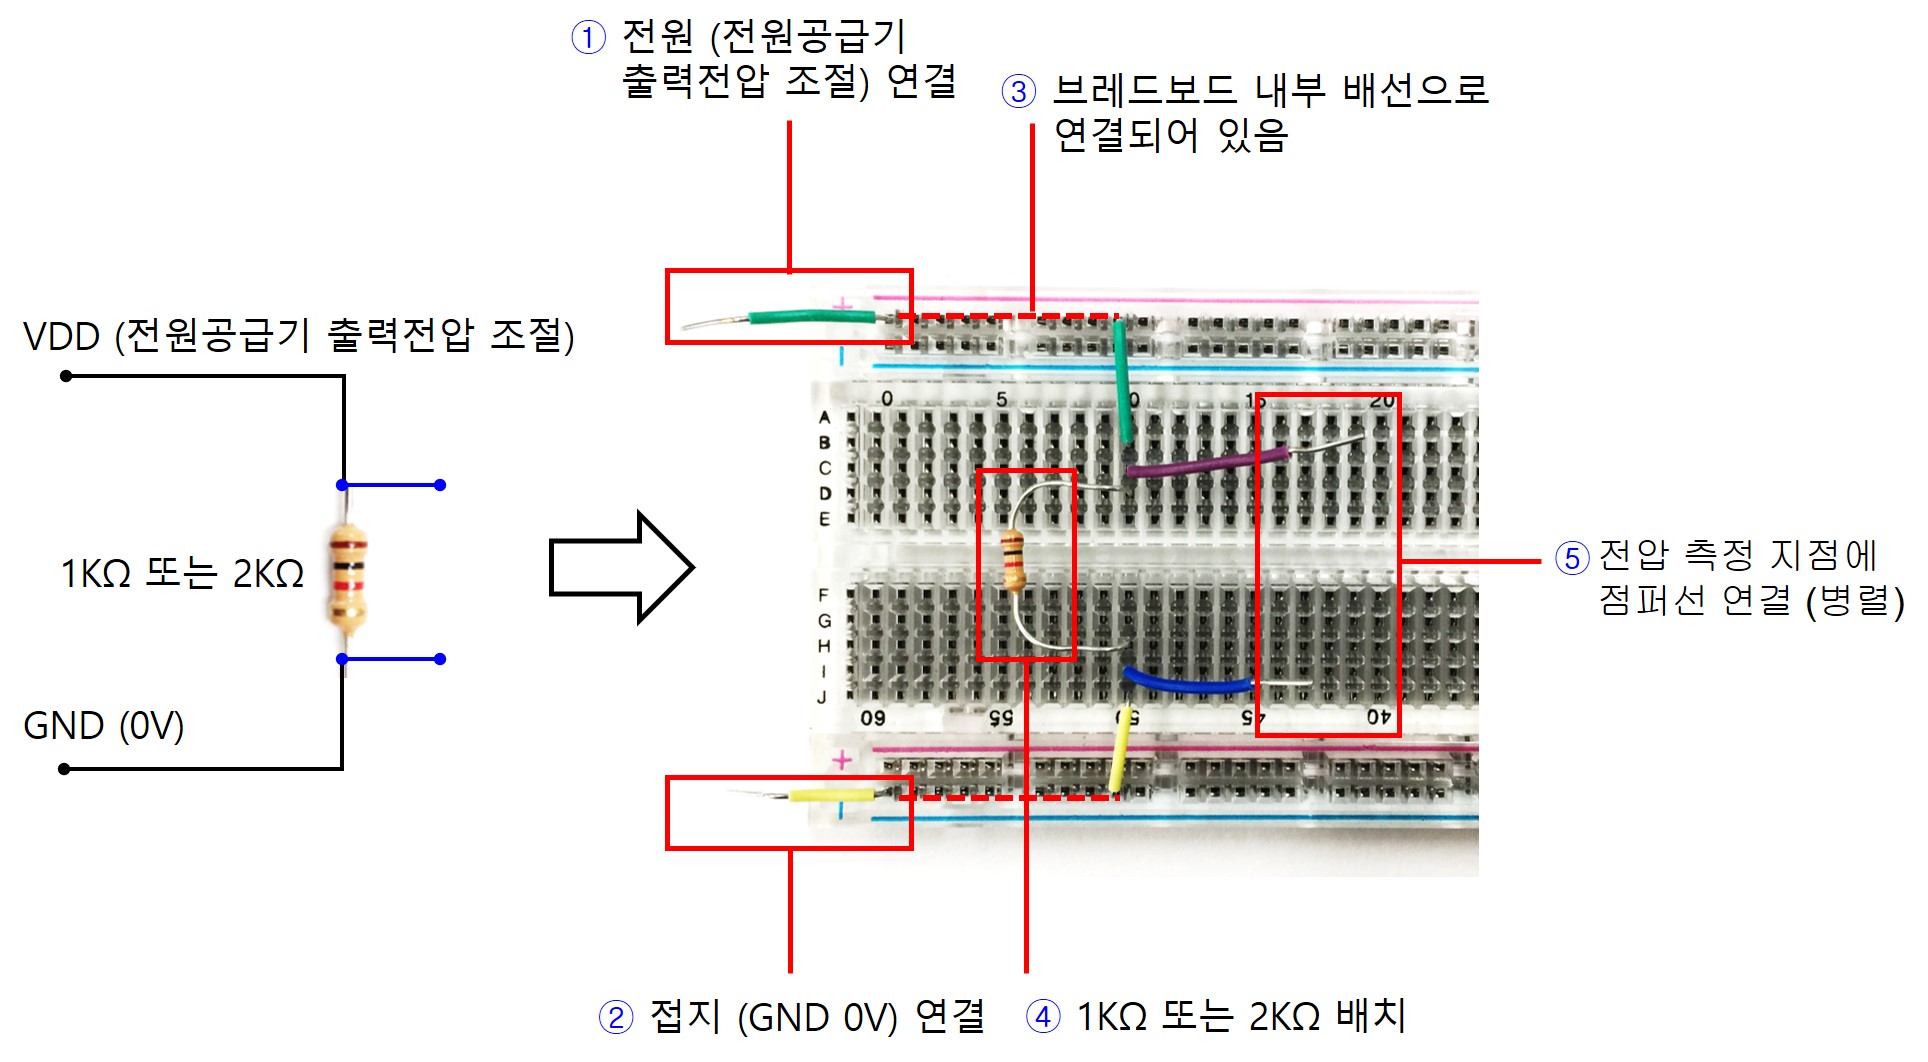 ① 전원 (전원공급기
출력전압 조절) 연결
③ 브레드보드 내부 배선으로
연결되어 있음
VDD (전원공급기 출력전압 조절)
1KΩ 또는 2KΩ
GND (0V)
+
0 5 10 15 20
A
B
C
D
E
F
G
H
I
J
60 55 50 45 40
+
⑤ 전압 측정 지점에
점퍼선 연결 (병렬)
② 접지 (GND 0V) 연결
④ 1KΩ 또는 2KΩ 배치